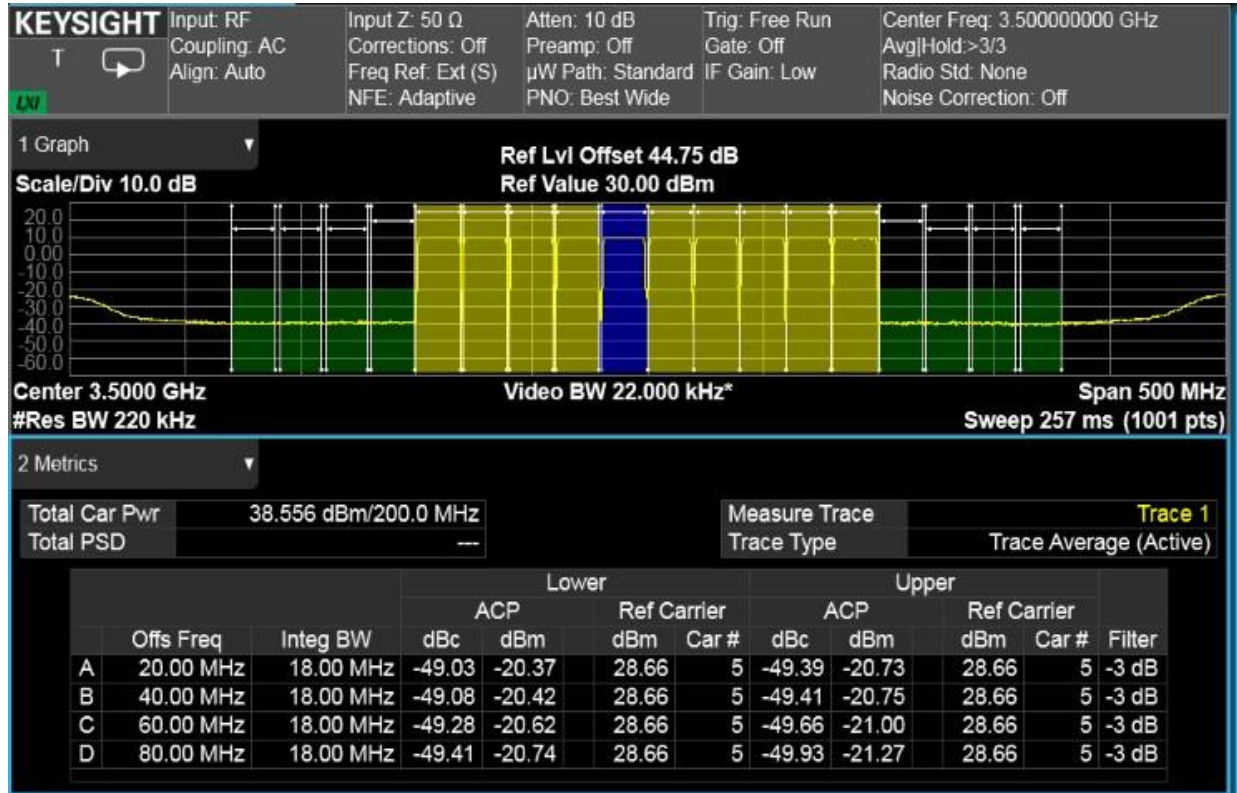 KEYSIGHT Input: RF Input Z: 50 Ω Atten: 10 dB Trig: Free Run Center Freq: 3.500000000 GHz
T Coupling: AC Corrections: Off Preamp: Off Gate: Off Avg|Hold:>3/3
Align: Auto Freq Ref: Ext (S) µW Path: Standard IF Gain: Low Radio Std: None
LXI NFE: Adaptive PNO: Best Wide Noise Correction: Off
1 Graph
Ref Lvl Offset 44.75 dB
Scale/Div 10.0 dB Ref Value 30.00 dBm
20.0
10.0
0.00
-10.0
-20.0
-30.0
-40.0
-50.0
-60.0
Center 3.5000 GHz Video BW 22.000 kHz* Span 500 MHz
#Res BW 220 kHz Sweep 257 ms (1001 pts)
2 Metrics
Total Car Pwr 38.556 dBm/200.0 MHz Measure Trace Trace 1
Total PSD --- Trace Type Trace Average (Active)
Lower Upper
ACP Ref Carrier ACP Ref Carrier
Offs Freq Integ BW dBc dBm dBm Car # dBc dBm dBm Car # Filter
A 20.00 MHz 18.00 MHz -49.03 -20.37 28.66 5 -49.39 -20.73 28.66 5 -3 dB
B 40.00 MHz 18.00 MHz -49.08 -20.42 28.66 5 -49.41 -20.75 28.66 5 -3 dB
C 60.00 MHz 18.00 MHz -49.28 -20.62 28.66 5 -49.66 -21.00 28.66 5 -3 dB
D 80.00 MHz 18.00 MHz -49.41 -20.74 28.66 5 -49.93 -21.27 28.66 5 -3 dB